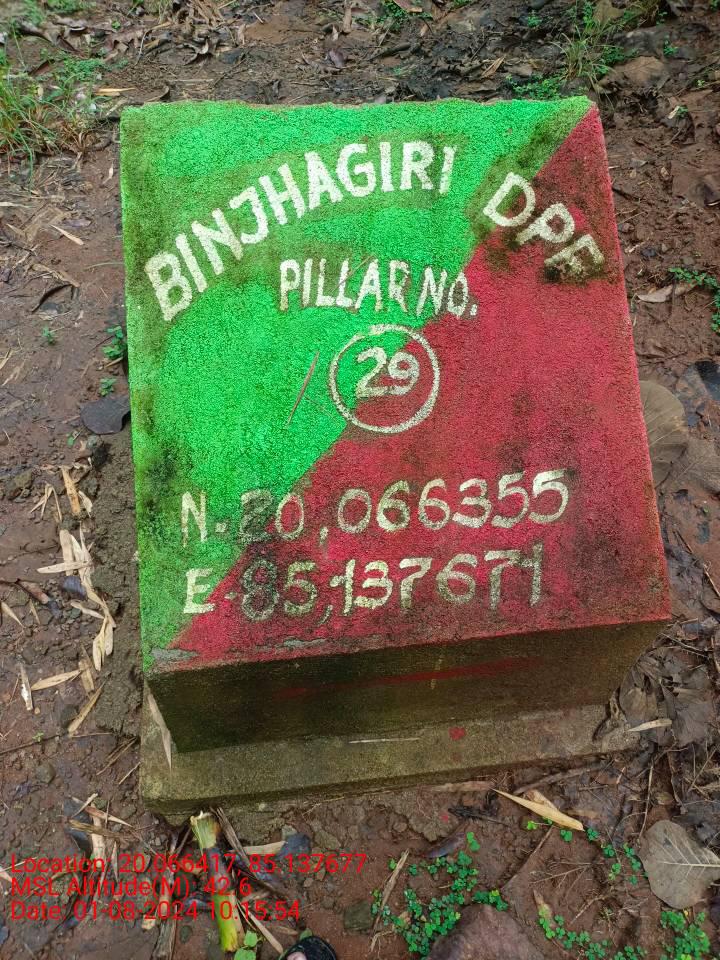 BINJHAGIRI DPF
PILLAR NO.
29
N.20,066355
E-85,137671
Location: 20.066417, 85.137677
MSL Altitude(M): 42.6
Date: 01-08-2024 10:15:54